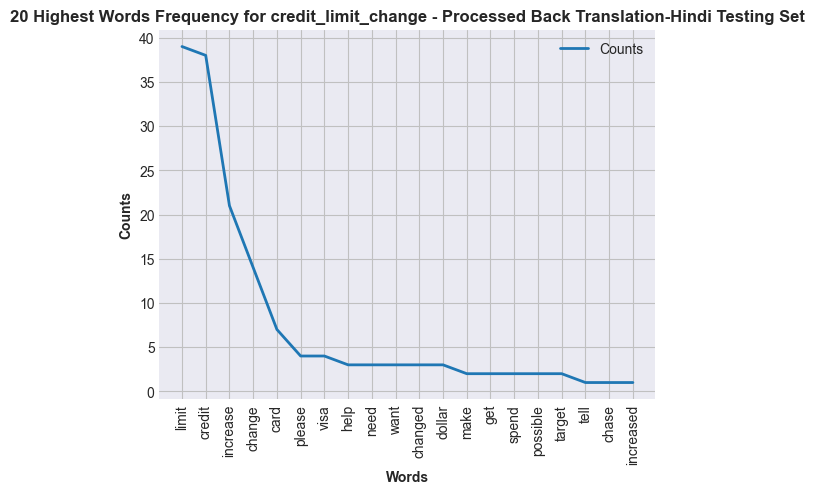 20 Highest Words Frequency for credit_limit_change - Processed Back Translation-Hindi Testing Set
Counts
40
35
30
25
20
15
10
5
0
Counts
limit
credit
increase
change
card
please
visa
help
need
want
changed
dollar
make
get
spend
possible
target
tell
chase
increased
Words